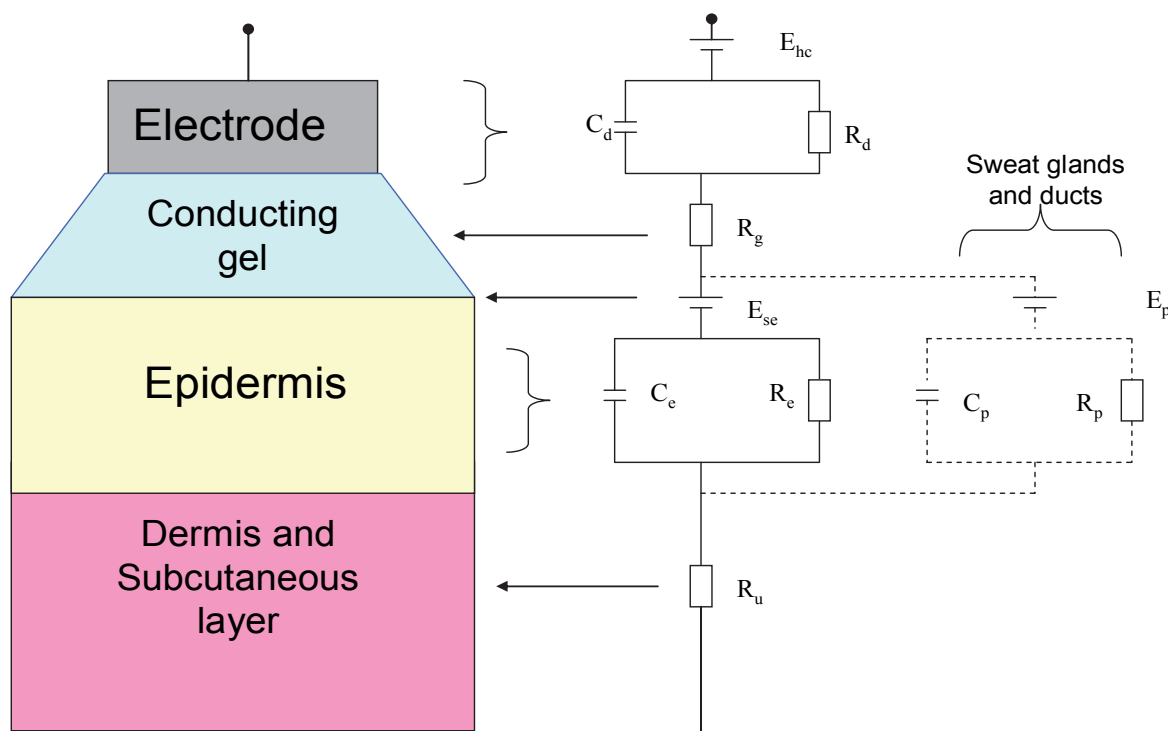 E_hc
Electrode
C_d
R_d
Sweat glands
and ducts
Conducting
gel
R_g
E_se
E_p
Epidermis
C_e
R_e
C_p
R_p
Dermis and
Subcutaneous
layer
R_u